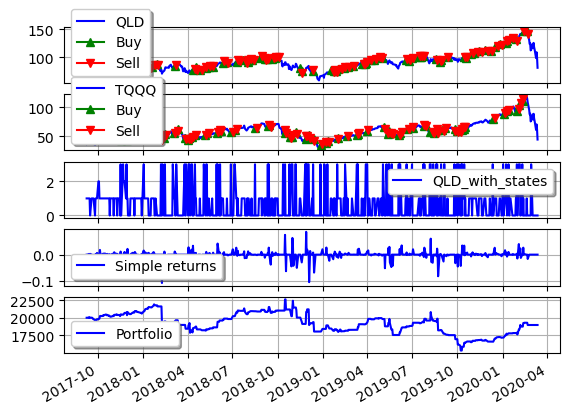 150
100
QLD
Buy
Sell
100
50
TQQQ
Buy
Sell
2
0
QLD_with_states
0.0
−0.1
Simple returns
22500
20000
17500
Portfolio
2017-10
2018-01
2018-04
2018-07
2018-10
2019-01
2019-04
2019-07
2019-10
2020-01
2020-04